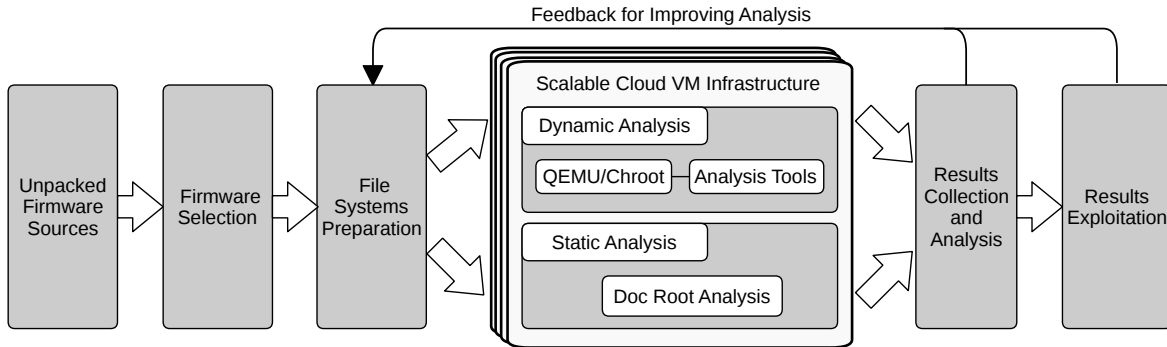 Feedback for Improving Analysis
Unpacked
Firmware
Sources
Firmware
Selection
File
Systems
Preparation
Scalable Cloud VM Infrastructure
Dynamic Analysis
QEMU/Chroot
Analysis Tools
Static Analysis
Doc Root Analysis
Results
Collection
and
Analysis
Results
Exploitation